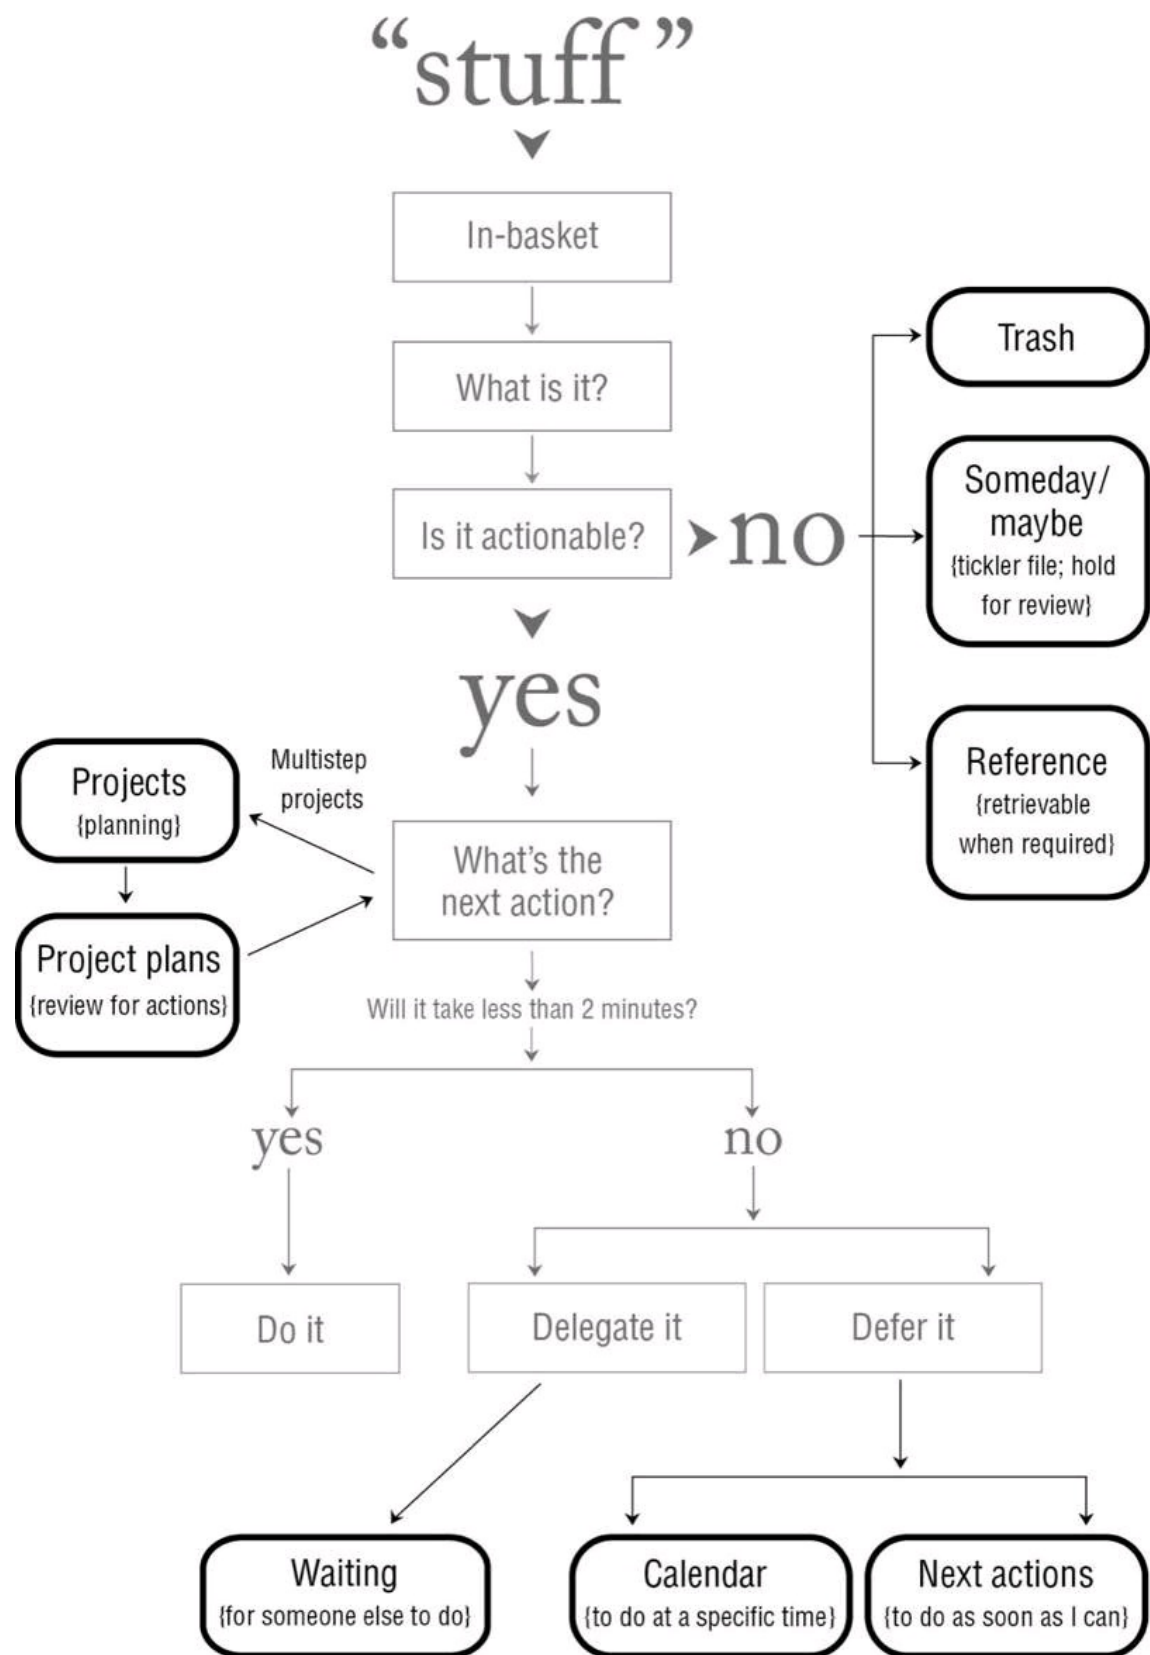 “stuff”
In-basket
What is it?
Is it actionable?
no
Trash
Someday/
maybe
{tickler file; hold
for review}
Reference
{retrievable
when required}
yes
Multistep
projects
Projects
{planning}
Project plans
{review for actions}
What’s the
next action?
Will it take less than 2 minutes?
yes
no
Do it
Delegate it
Defer it
Waiting
{for someone else to do}
Calendar
{to do at a specific time}
Next actions
{to do as soon as I can}